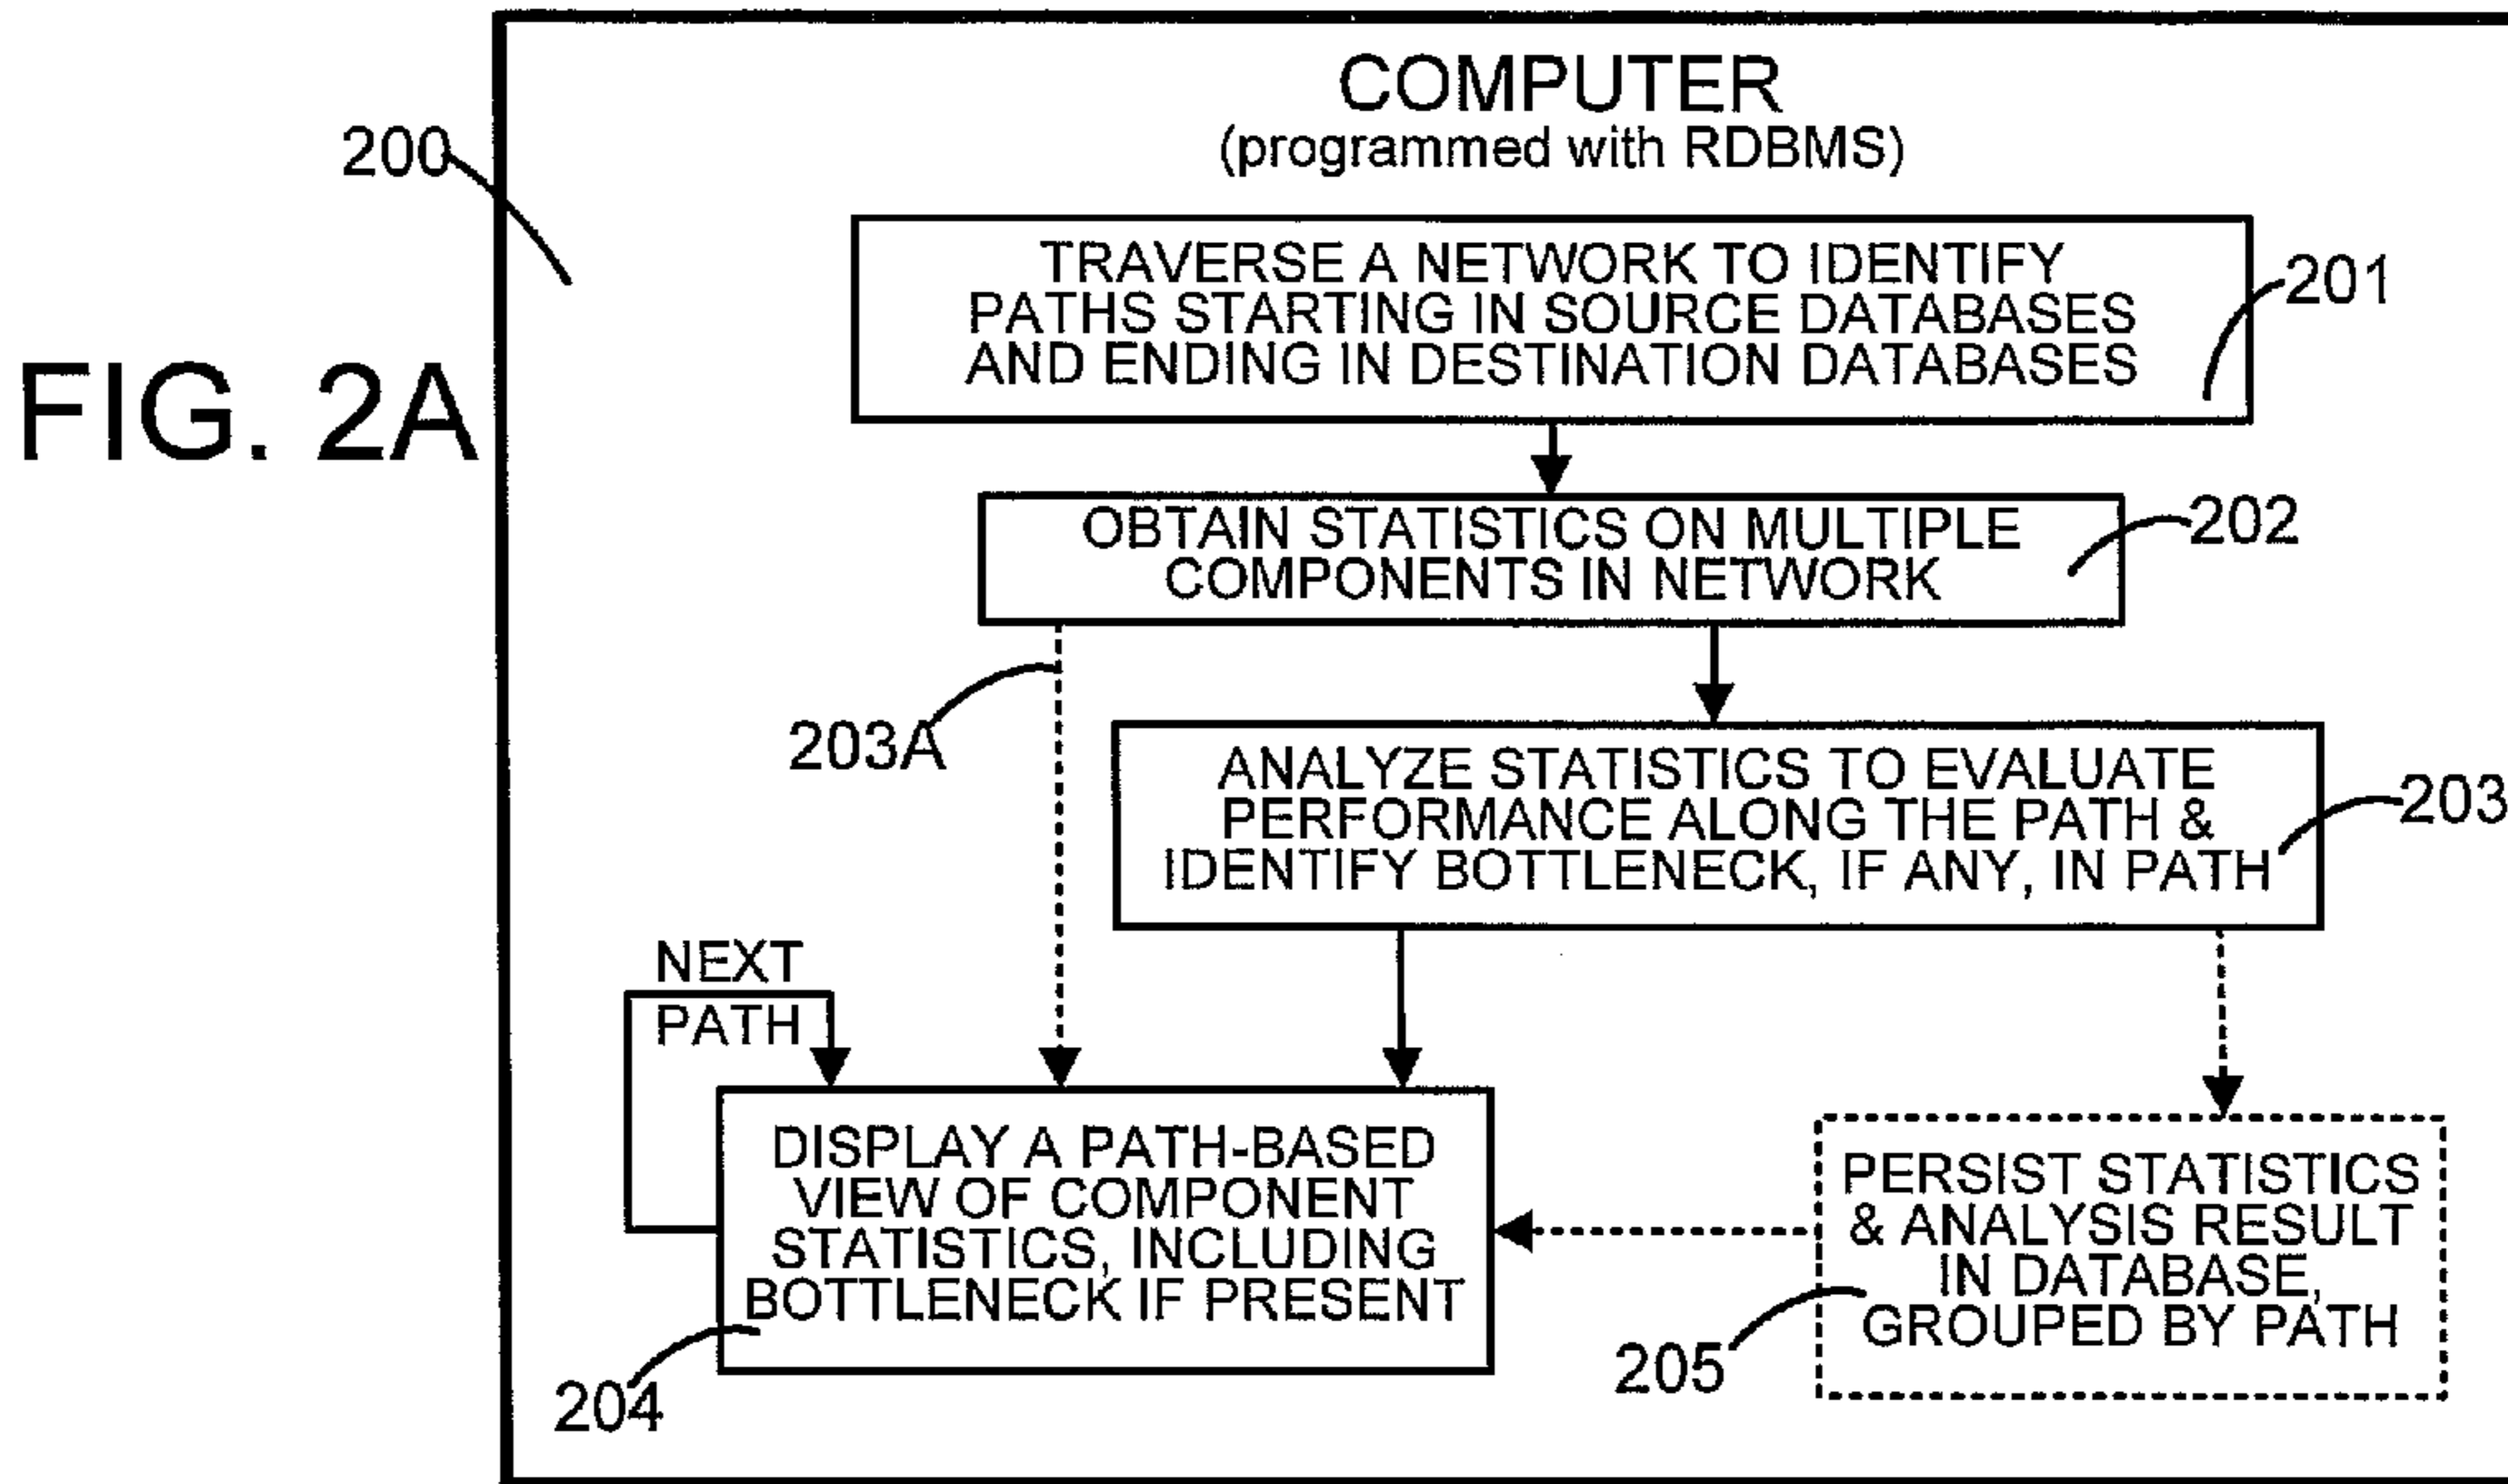 COMPUTER
(programmed with RDBMS)
200
FIG. 2A
TRAVERSE A NETWORK TO IDENTIFY
PATHS STARTING IN SOURCE DATABASES
AND ENDING IN DESTINATION DATABASES
201
OBTAIN STATISTICS ON MULTIPLE
COMPONENTS IN NETWORK
202
203A
ANALYZE STATISTICS TO EVALUATE
PERFORMANCE ALONG THE PATH &
IDENTIFY BOTTLENECK, IF ANY, IN PATH
203
NEXT
PATH
DISPLAY A PATH-BASED
VIEW OF COMPONENT
STATISTICS, INCLUDING
BOTTLENECK IF PRESENT
204
PERSIST STATISTICS
& ANALYSIS RESULT
IN DATABASE,
GROUPED BY PATH
205